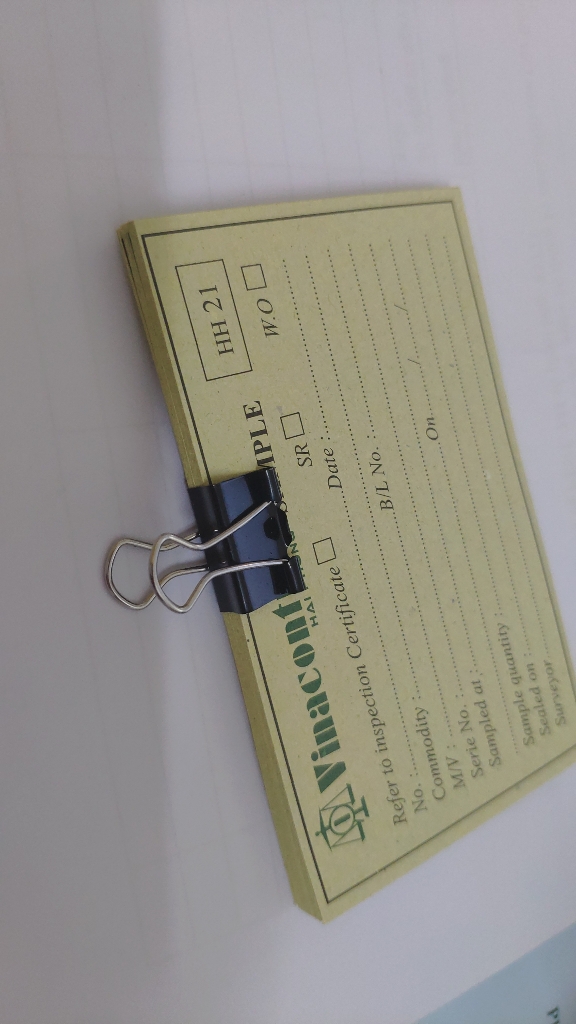 Vinacont
HH 21
HAI
MPLE
Refer to inspection Certificate □ SR □ W.O □
No. : Date :
Commodity :
M/V : B/L No. :
Serie No. :
Sampled at : On / /
Sample quantity :
Sealed on :
Surveyor